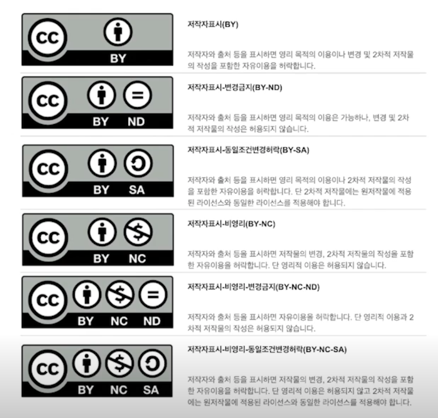 저작자표시(BY)
cc
BY
저작자와 출처 등을 표시하면 영리 목적의 이용이나 변경 및 2차적 저작물
의 작성을 포함한 자유이용을 허락합니다.
저작자표시-변경금지(BY-ND)
cc
BY ND
저작자와 출처 등을 표시하면 영리 목적의 이용은 가능하나, 변경 및 2차
적 저작물의 작성은 허용되지 않습니다.
저작자표시-동일조건변경허락(BY-SA)
cc
BY SA
저작자와 출처 등을 표시하면 영리 목적의 이용이나 2차적 저작물의 작성
을 포함한 자유이용을 허락합니다. 단 2차적 저작물에는 원저작물에 적용
된 라이선스와 동일한 라이선스를 적용해야 합니다.
저작자표시-비영리(BY-NC)
cc
BY NC
저작자와 출처 등을 표시하면 저작물의 변경, 2차적 저작물의 작성을 포함
한 자유이용을 허락합니다. 단 영리적 이용은 허용되지 않습니다.
저작자표시-비영리-변경금지(BY-NC-ND)
cc
BY NC ND
저작자와 출처 등을 표시하면 자유이용을 허락합니다. 단 영리적 이용과 2
차적 저작물의 작성은 허용되지 않습니다.
저작자표시-비영리-동일조건변경허락(BY-NC-SA)
cc
BY NC SA
저작자와 출처 등을 표시하면 저작물의 변경, 2차적 저작물의 작성을 포함
한 자유이용을 허락합니다. 단 영리적 이용은 허용되지 않고 2차적 저작물
에는 원저작물에 적용된 라이선스와 동일한 라이선스를 적용해야 합니다.